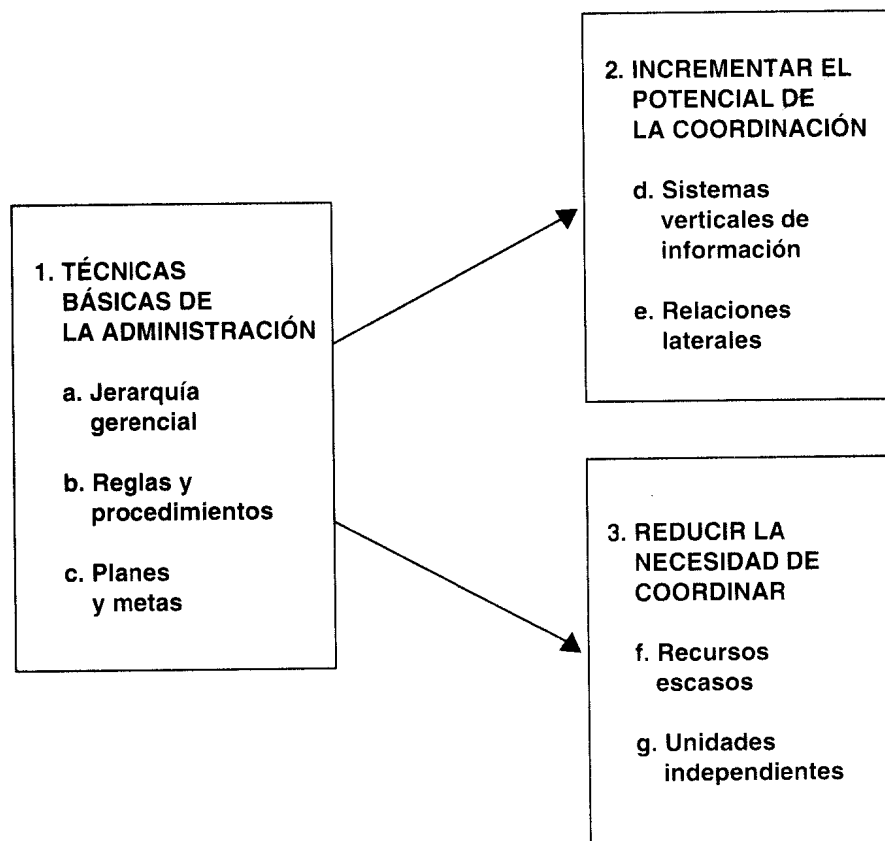 1. TÉCNICAS
BÁSICAS DE
LA ADMINISTRACIÓN
a. Jerarquía
gerencial
b. Reglas y
procedimientos
c. Planes
y metas
2. INCREMENTAR EL
POTENCIAL DE
LA COORDINACIÓN
d. Sistemas
verticales de
información
e. Relaciones
laterales
3. REDUCIR LA
NECESIDAD DE
COORDINAR
f. Recursos
escasos
g. Unidades
independientes